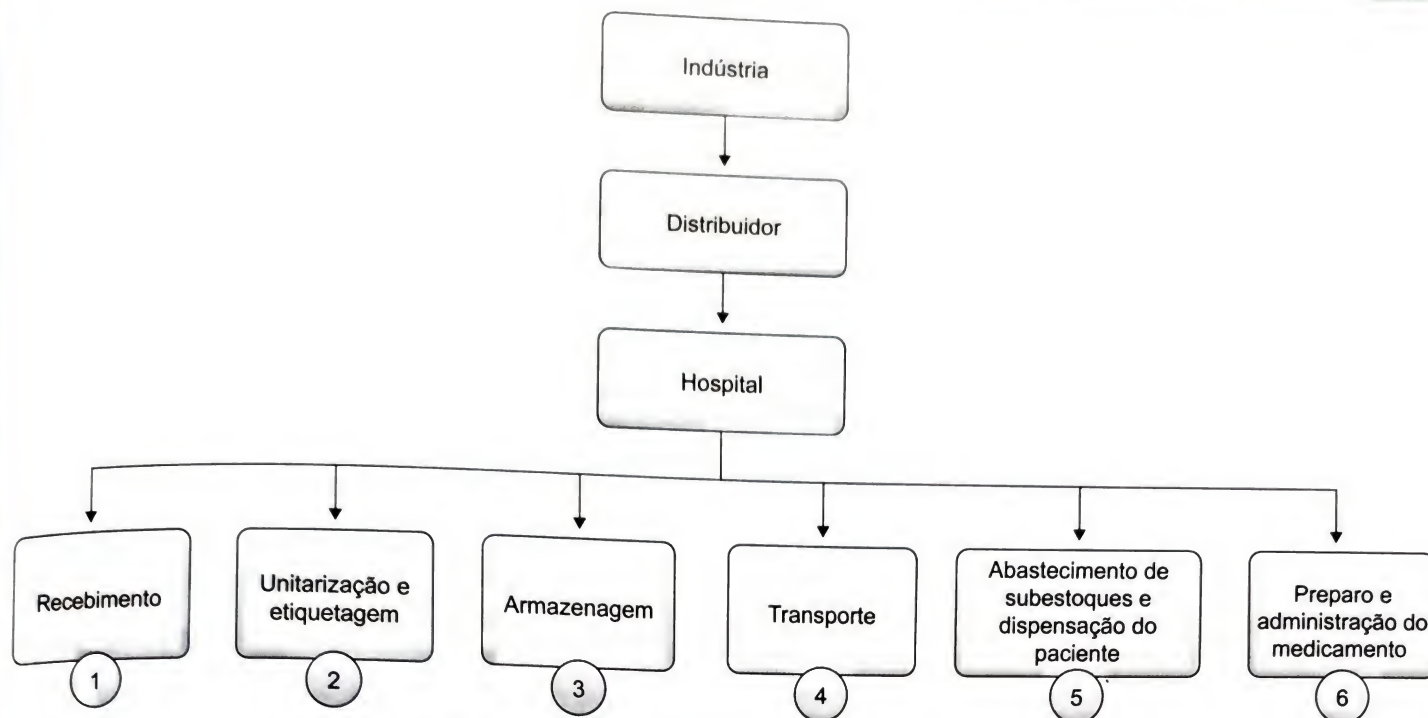 Indústria
Distribuidor
Hospital
Recebimento
1
Unitarização e
etiquetagem
2
Armazenagem
3
Transporte
4
Abastecimento de
subestoques e
dispensação do
paciente
5
Preparo e
administração do
medicamento
6